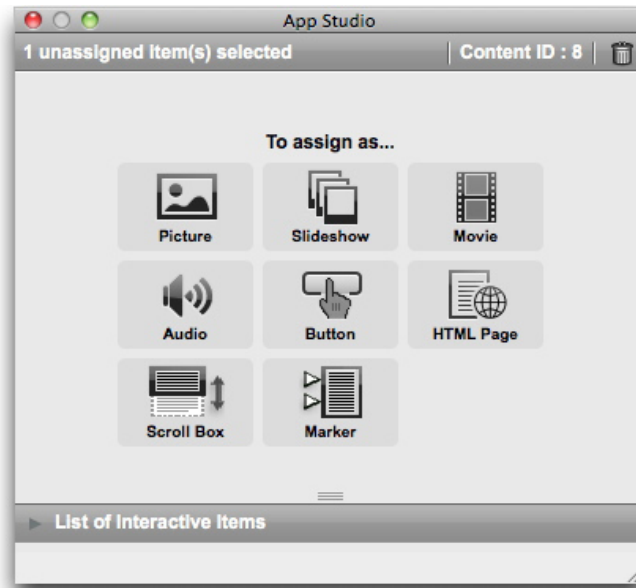 App Studio
1 unassigned item(s) selected
Content ID : 8
To assign as...
Picture
Slideshow
Movie
Audio
Button
HTML Page
Scroll Box
Marker
List of Interactive Items